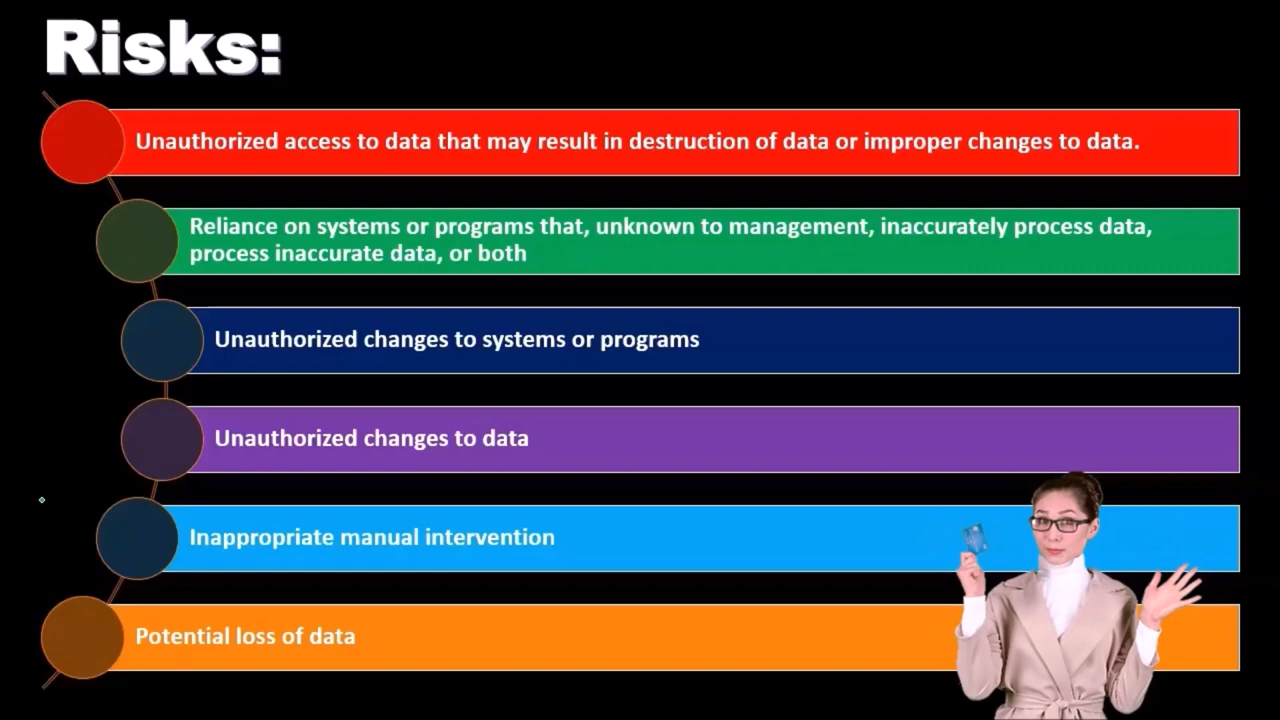 Risks:
Unauthorized access to data that may result in destruction of data or improper changes to data.
Reliance on systems or programs that, unknown to management, inaccurately process data,
process inaccurate data, or both
Unauthorized changes to systems or programs
Unauthorized changes to data
Inappropriate manual intervention
Potential loss of data